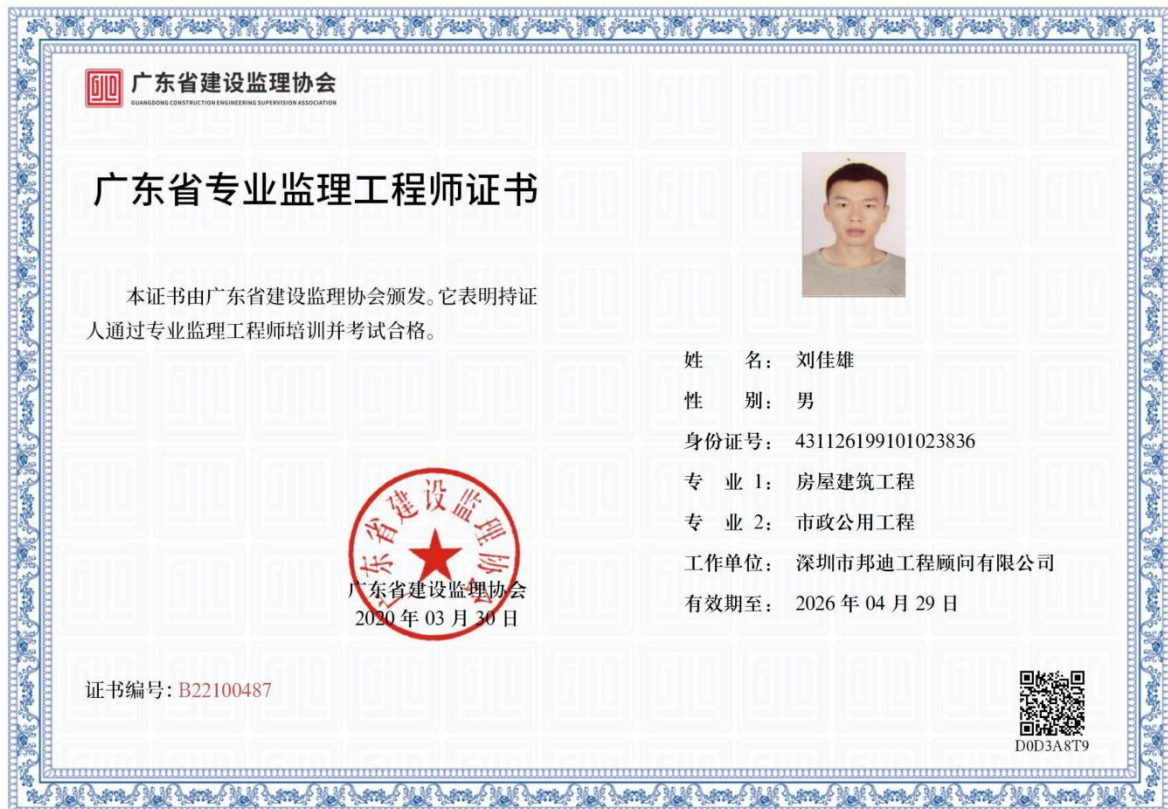 广东省建设监理协会
GUANGDONG CONSTRUCTION ENGINEERING SUPERVISION ASSOCIATION
广东省专业监理工程师证书
本证书由广东省建设监理协会颁发。它表明持证
人通过专业监理工程师培训并考试合格。
姓 名： 刘佳雄
性 别： 男
身份证号： 431126199101023836
专 业 1： 房屋建筑工程
专 业 2： 市政公用工程
工作单位： 深圳市邦迪工程顾问有限公司
有效期至： 2026 年 04 月 29 日
广东省建设监理协会
广东省建设监理协会
2020 年 03 月 30 日
证书编号：B22100487
D0D3A8T9